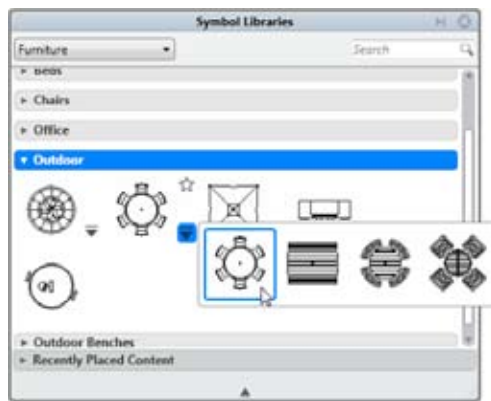 Symbol Libraries
Furniture
Search
Beds
Chairs
Office
Outdoor
Outdoor Benches
Recently Placed Content